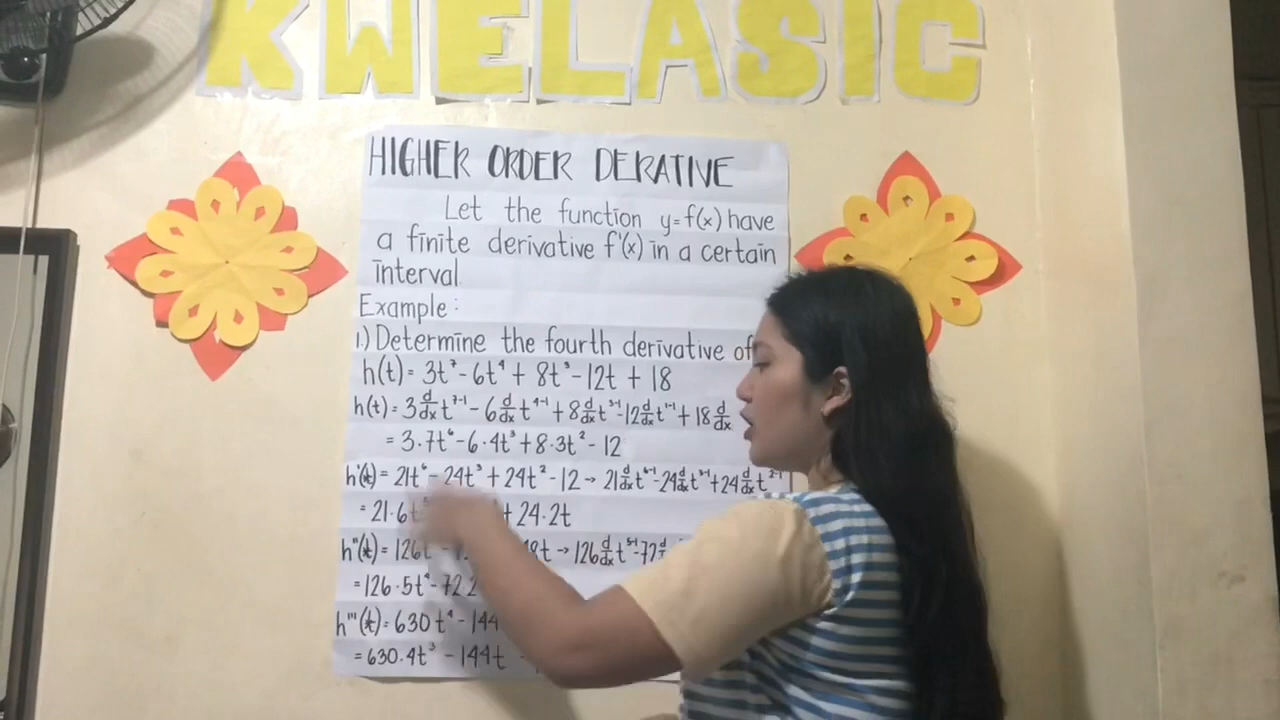 KWELASIC
HIGHER ORDER DERATIVE
Let the function y=f(x) have
a finite derivative f'(x) in a certain
interval
Example:
1.) Determine the fourth derivative of
h(t) = 3t⁷ - 6t⁴ + 8t³ - 12t + 18
h(t) = 3 d/dx t⁷⁻¹ - 6 d/dx t⁴⁻¹ + 8 d/dx t³⁻¹ - 12 d/dx t¹⁻¹ + 18 d/dx
= 3·7t⁶ - 6·4t³ + 8·3t² - 12
h'(t) = 21t⁶ - 24t³ + 24t² - 12 → 21 d/dx t⁶⁻¹ - 24 d/dx t³⁻¹ + 24 d/dx t²⁻¹
= 21·6t⁵ + 24·2t
h''(t) = 126t - 48t → 126 d/dx t⁵⁻¹ - 72
= 126·5t⁴ - 72·2
h'''(t) = 630t⁴ - 144
= 630·4t³ - 144t -